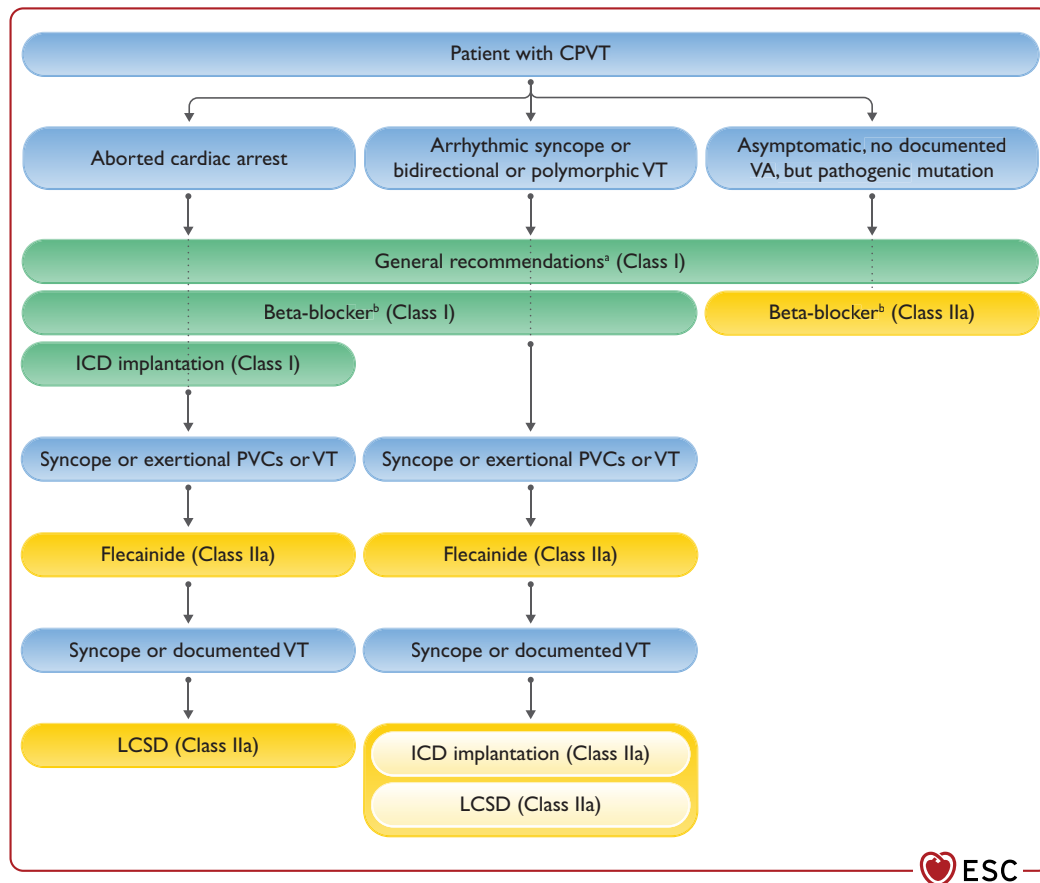 Patient with CPVT
Aborted cardiac arrest
Arrhythmic syncope or
bidirectional or polymorphic VT
Asymptomatic, no documented
VA, but pathogenic mutation
General recommendationsᵃ (Class I)
Beta-blockerᵇ (Class I)
Beta-blockerᵇ (Class IIa)
ICD implantation (Class I)
Syncope or exertional PVCs or VT
Syncope or exertional PVCs or VT
Flecainide (Class IIa)
Flecainide (Class IIa)
Syncope or documented VT
Syncope or documented VT
LCSD (Class IIa)
ICD implantation (Class IIa)
LCSD (Class IIa)
ESC